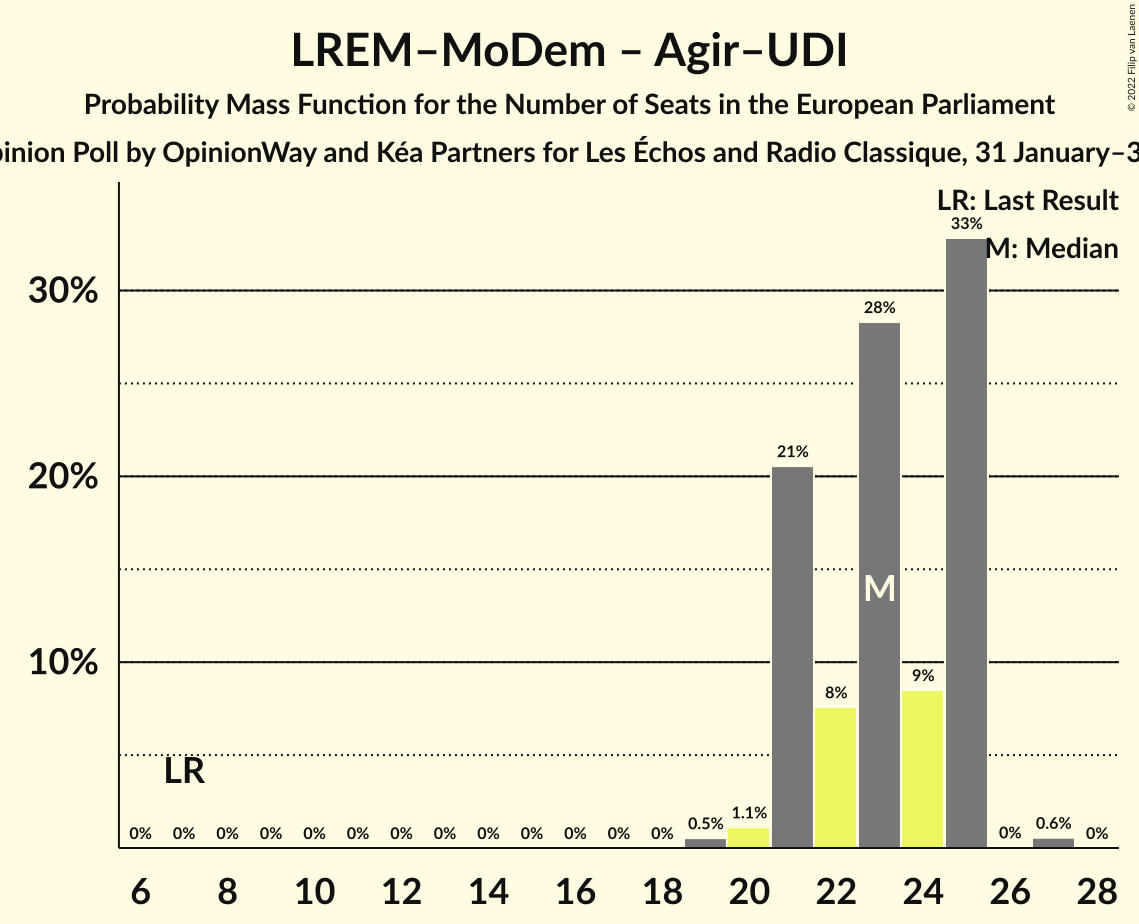 LREM–MoDem – Agir–UDI
Probability Mass Function for the Number of Seats in the European Parliament
Opinion Poll by OpinionWay and Kéa Partners for Les Échos and Radio Classique, 31 January–3
© 2022 Filip van Laenen
LR: Last Result
M: Median
33%
30%
28%
21%
20%
M
10%
9%
8%
LR
1.1%
0% 0% 0% 0% 0% 0% 0% 0% 0% 0% 0% 0% 0% 0.5% 0% 0.6% 0%
6 8 10 12 14 16 18 20 22 24 26 28